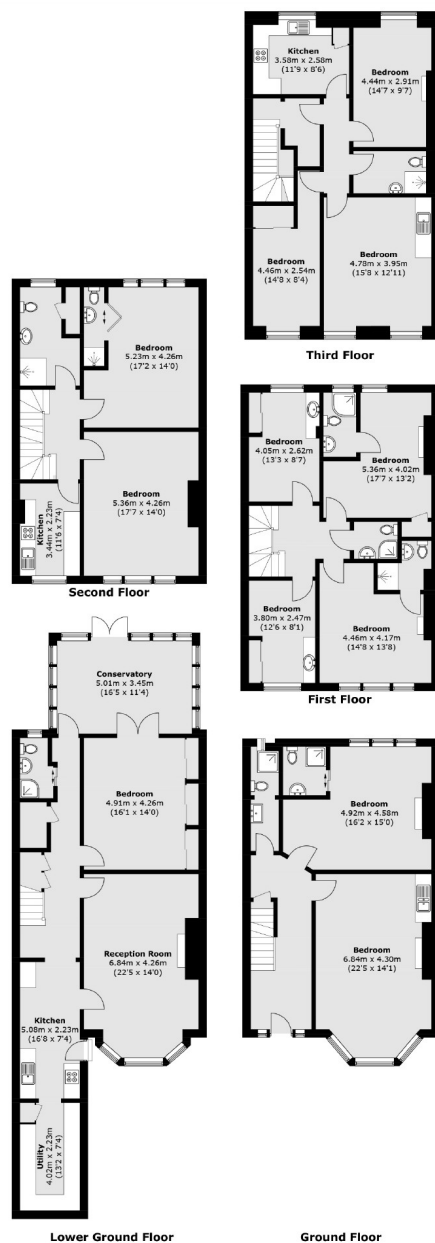 Kitchen
3.58m x 2.58m
(11'9 x 8'6)
Bedroom
4.44m x 2.91m
(14'7 x 9'7)
Bedroom
4.46m x 2.54m
(14'8 x 8'4)
Bedroom
4.78m x 3.95m
(15'8 x 12'11)
Third Floor
Bedroom
5.23m x 4.26m
(17'2 x 14'0)
Bedroom
5.36m x 4.26m
(17'7 x 14'0)
Kitchen
3.44m x 2.23m
(11'6 x 7'4)
Second Floor
Bedroom
4.05m x 2.62m
(13'3 x 8'7)
Bedroom
5.36m x 4.02m
(17'7 x 13'2)
Bedroom
3.80m x 2.47m
(12'6 x 8'1)
Bedroom
4.46m x 4.17m
(14'8 x 13'8)
First Floor
Conservatory
5.01m x 3.45m
(16'5 x 11'4)
Bedroom
4.91m x 4.26m
(16'1 x 14'0)
Reception Room
6.84m x 4.26m
(22'5 x 14'0)
Kitchen
5.08m x 2.23m
(16'8 x 7'4)
Utility
4.02m x 2.23m
(13'2 x 7'4)
Lower Ground Floor
Bedroom
4.92m x 4.58m
(16'2 x 15'0)
Bedroom
6.84m x 4.30m
(22'5 x 14'1)
Ground Floor